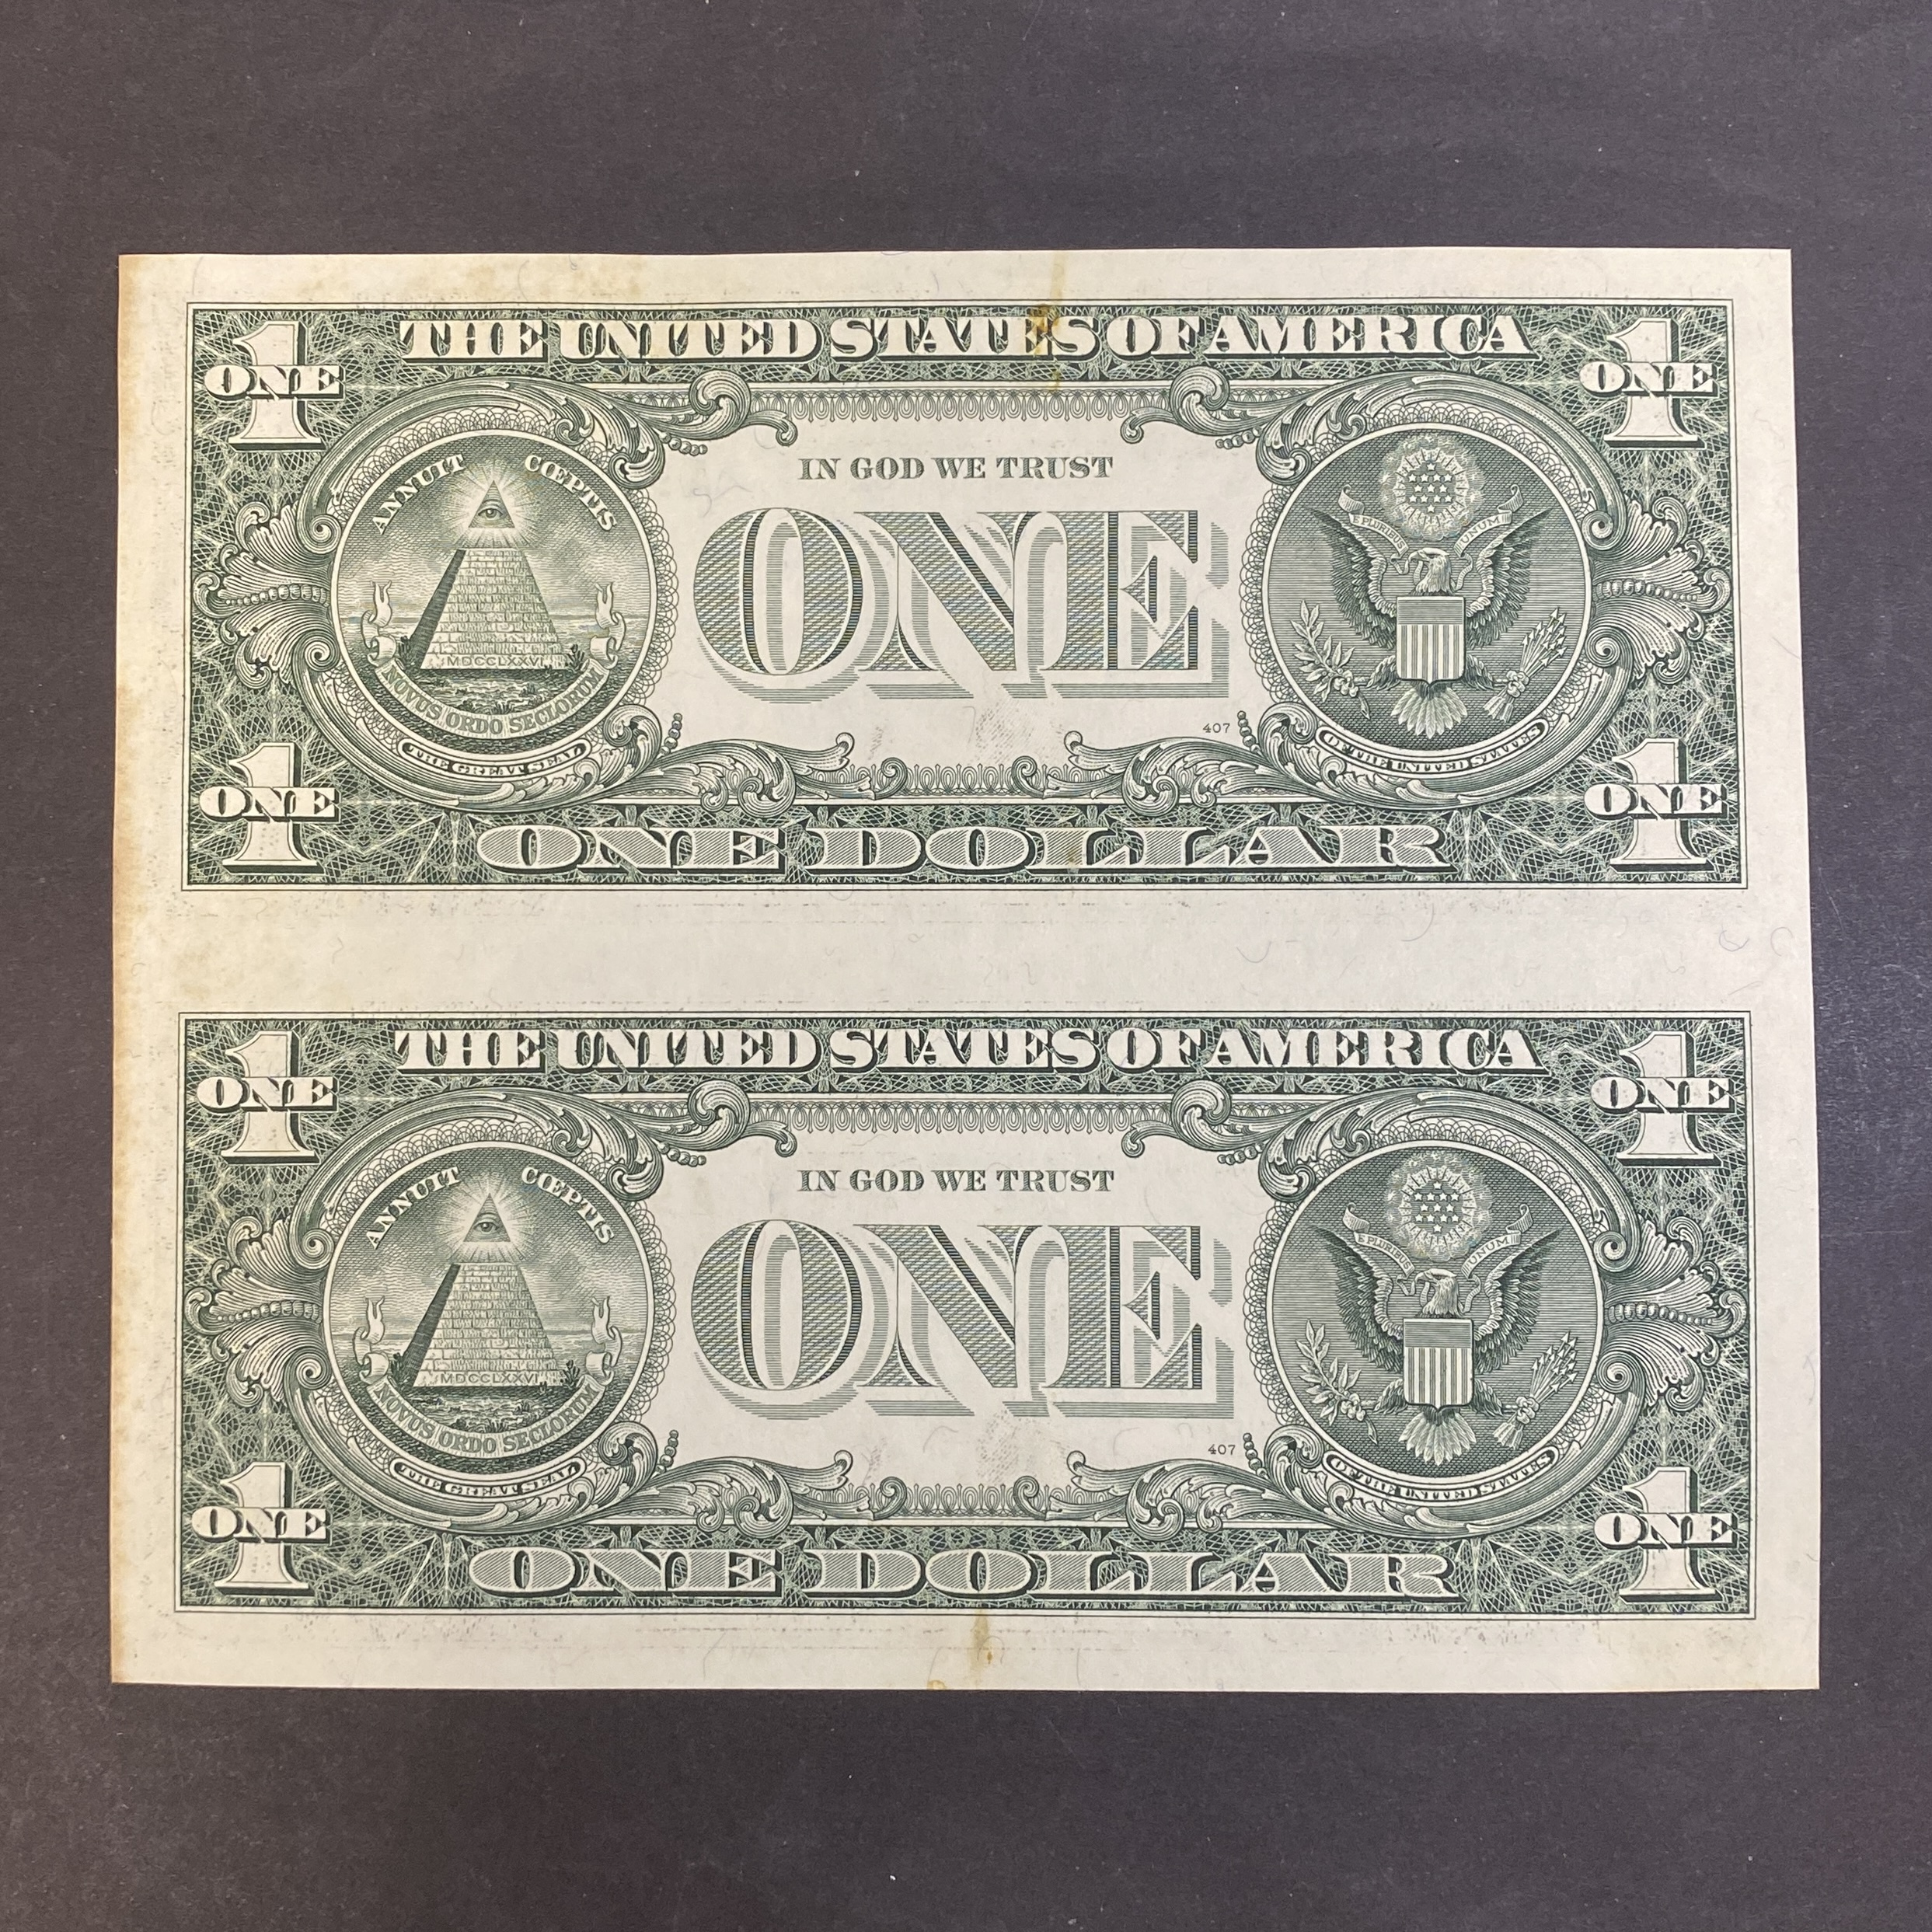 THE UNITED STATES OF AMERICA
1 ONE
1 ONE
IN GOD WE TRUST
ANNUIT CŒPTIS
ONE
E PLURIBUS UNUM
MDCCLXXVI
NOVUS ORDO SECLORUM
407
THE GREAT SEAL
OF THE UNITED STATES
1 ONE
1 ONE
ONE DOLLAR
THE UNITED STATES OF AMERICA
1 ONE
1 ONE
IN GOD WE TRUST
ANNUIT CŒPTIS
ONE
E PLURIBUS UNUM
MDCCLXXVI
NOVUS ORDO SECLORUM
407
THE GREAT SEAL
OF THE UNITED STATES
1 ONE
1 ONE
ONE DOLLAR